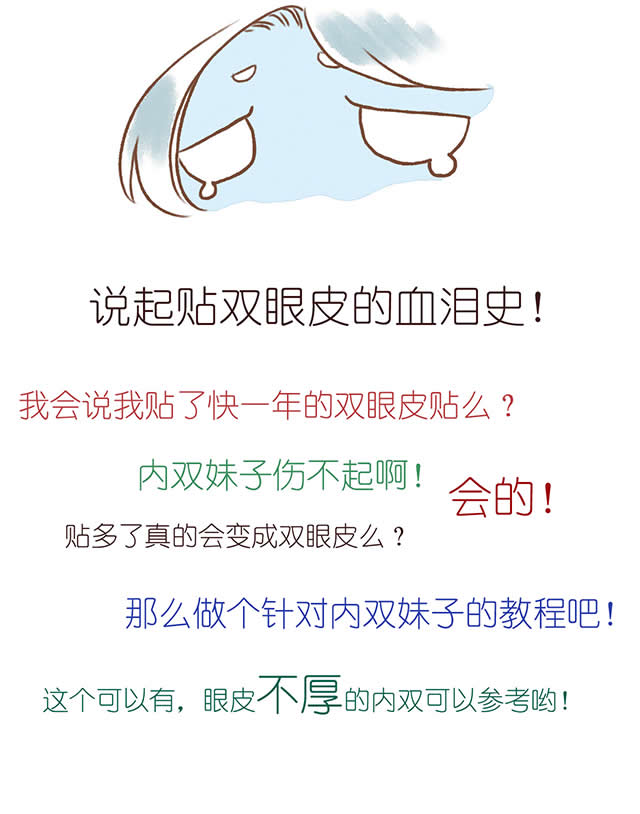 说起贴双眼皮的血泪史！
我会说我贴了快一年的双眼皮贴么？
内双妹子伤不起啊！
会的！
贴多了真的会变成双眼皮么？
那么做个针对内双妹子的教程吧！
这个可以有，眼皮不厚的内双可以参考哟！